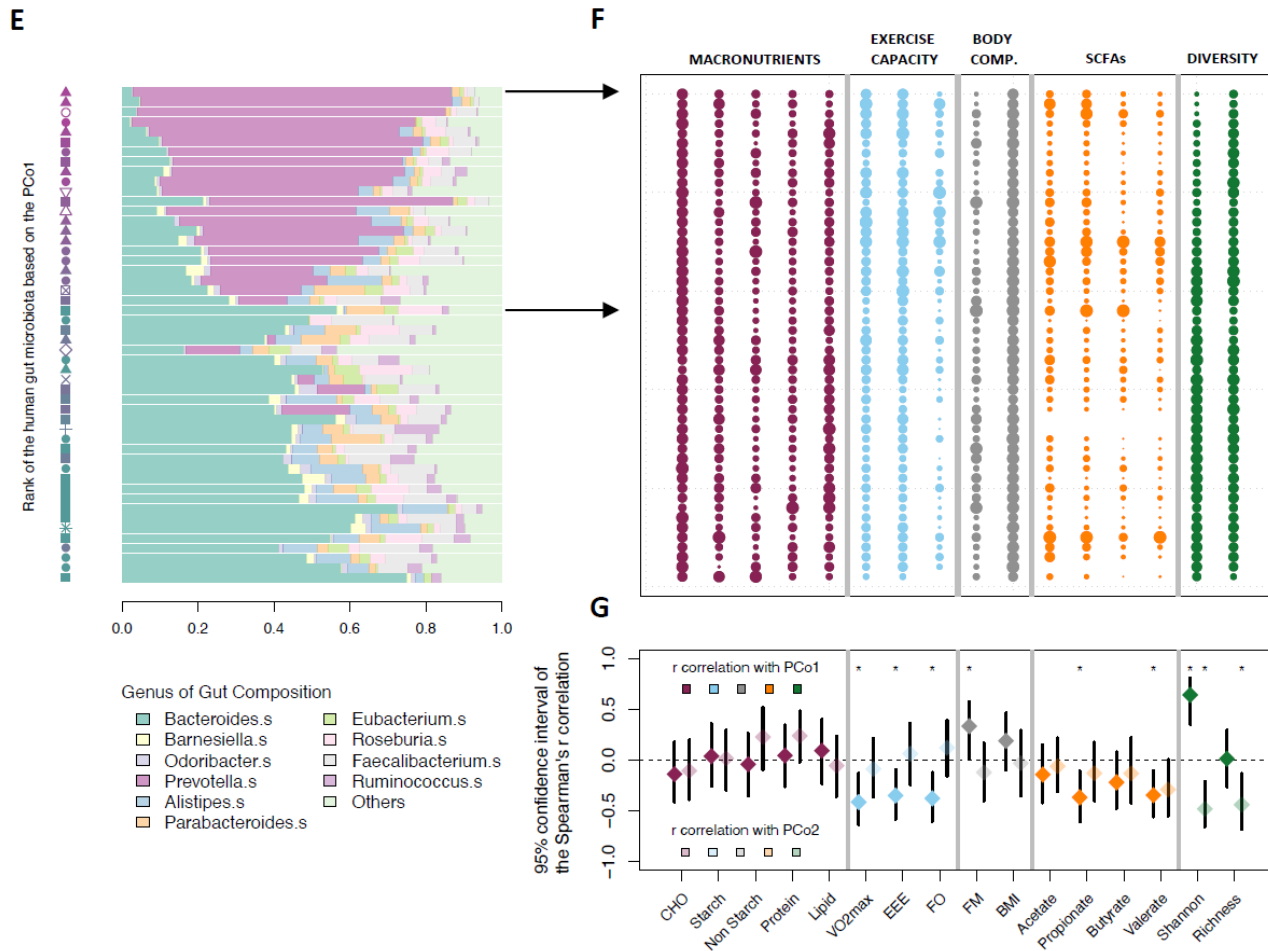 E
Rank of the human gut microbiota based on the PCo1
0.0 0.2 0.4 0.6 0.8 1.0
Genus of Gut Composition
Bacteroides.s
Barnesiella.s
Odoribacter.s
Prevotella.s
Alistipes.s
Parabacteroides.s
Eubacterium.s
Roseburia.s
Faecalibacterium.s
Ruminococcus.s
Others
F
MACRONUTRIENTS
EXERCISE
CAPACITY
BODY
COMP.
SCFAs
DIVERSITY
G
95% confidence interval of
the Spearman's r correlation
1.0
0.5
0.0
−0.5
−1.0
r correlation with PCo1
* * * * * * * * *
r correlation with PCo2
CHO
Starch
Non Starch
Protein
Lipid
VO2max
EEE
FO
FM
BMI
Acetate
Propionate
Butyrate
Valerate
Shannon
Richness